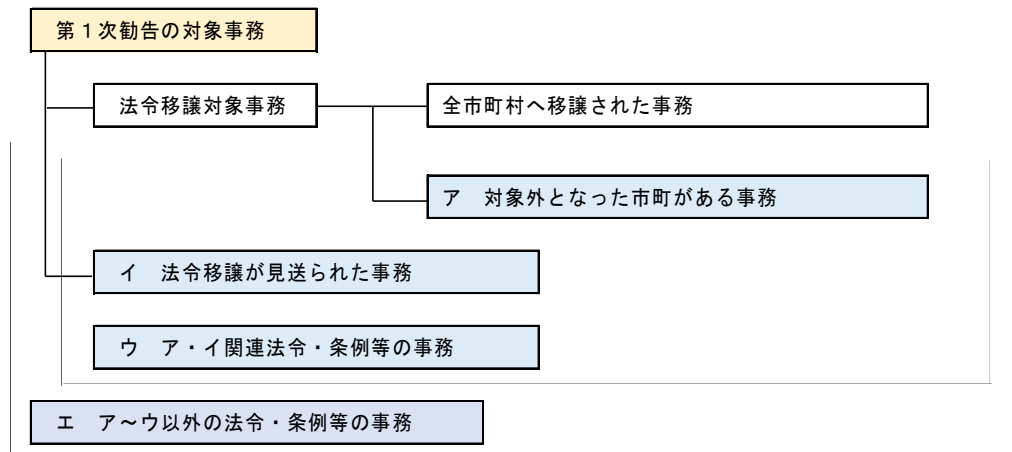 第１次勧告の対象事務
法令移譲対象事務
全市町村へ移譲された事務
ア　対象外となった市町がある事務
イ　法令移譲が見送られた事務
ウ　ア・イ関連法令・条例等の事務
エ　ア～ウ以外の法令・条例等の事務